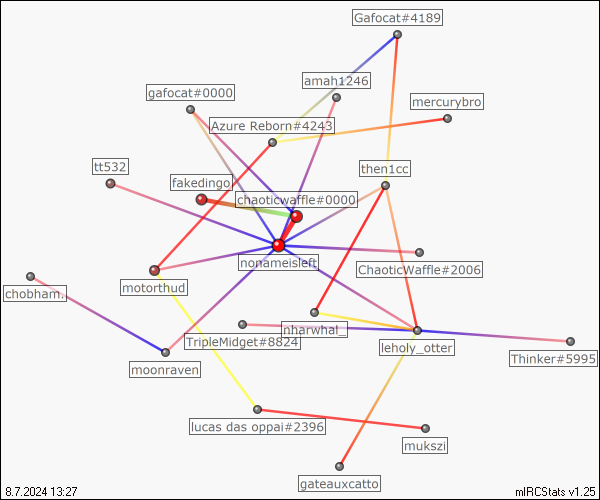 Gafocat#4189
amah1246
gafocat#0000
mercurybro
Azure Reborn#4243
tt532
then1cc
fakedingo
chaoticwaffle#0000
nonameisleft
ChaoticWaffle#2006
motorthud
chobham.
nharwhal_
TripleMidget#8824
leholy_otter
Thinker#5995
moonraven
lucas das oppai#2396
mukszi
gateauxcatto
8.7.2024 13:27
mIRCStats v1.25